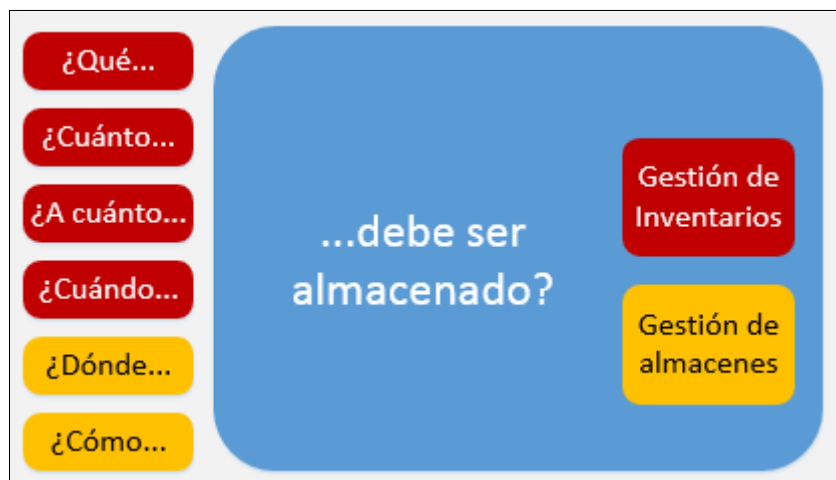 ¿Qué...
¿Cuánto...
¿A cuánto...
¿Cuándo...
¿Dónde...
¿Cómo...
...debe ser
almacenado?
Gestión de
Inventarios
Gestión de
almacenes